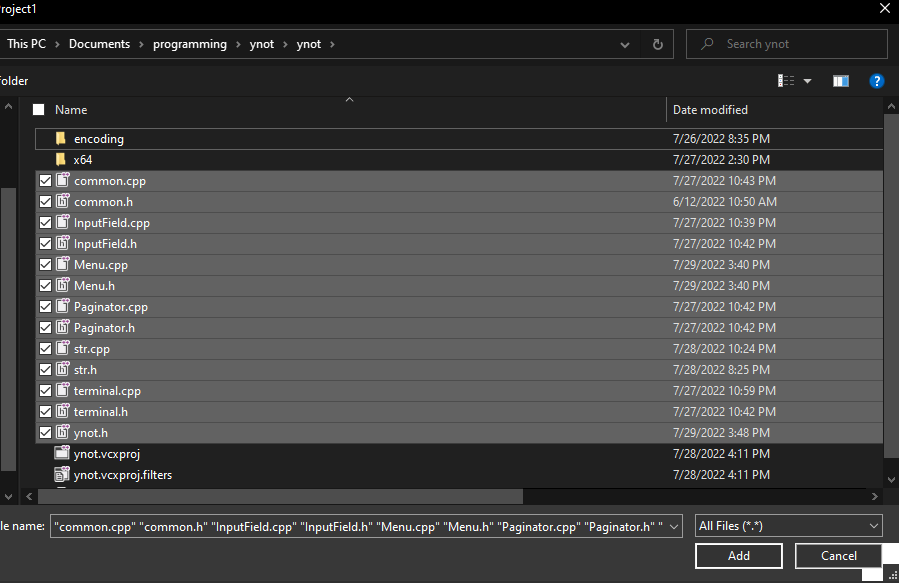 roject1
This PC > Documents > programming > ynot > ynot >
Search ynot
older
Name Date modified
encoding 7/26/2022 8:35 PM
x64 7/27/2022 2:30 PM
common.cpp 7/27/2022 10:43 PM
common.h 6/12/2022 10:50 AM
InputField.cpp 7/27/2022 10:39 PM
InputField.h 7/27/2022 10:42 PM
Menu.cpp 7/29/2022 3:40 PM
Menu.h 7/29/2022 3:40 PM
Paginator.cpp 7/27/2022 10:42 PM
Paginator.h 7/27/2022 10:42 PM
str.cpp 7/28/2022 10:24 PM
str.h 7/28/2022 8:25 PM
terminal.cpp 7/27/2022 10:59 PM
terminal.h 7/27/2022 10:42 PM
ynot.h 7/29/2022 3:48 PM
ynot.vcxproj 7/28/2022 4:11 PM
ynot.vcxproj.filters 7/28/2022 4:11 PM
le name: "common.cpp" "common.h" "InputField.cpp" "InputField.h" "Menu.cpp" "Menu.h" "Paginator.cpp" "Paginator.h" " All Files (*.*)
Add Cancel